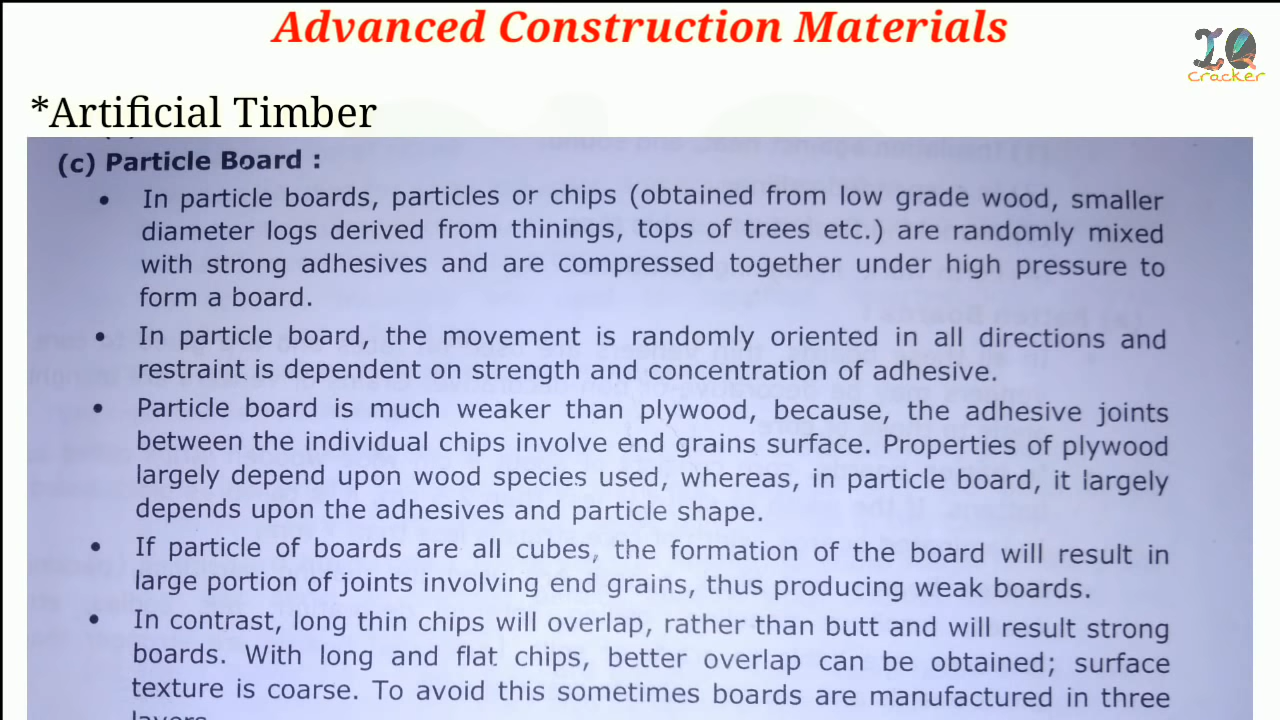 Advanced Construction Materials
IQ
Cracker
*Artificial Timber
(c) Particle Board :
• In particle boards, particles or chips (obtained from low grade wood, smaller
diameter logs derived from thinings, tops of trees etc.) are randomly mixed
with strong adhesives and are compressed together under high pressure to
form a board.
• In particle board, the movement is randomly oriented in all directions and
restraint is dependent on strength and concentration of adhesive.
• Particle board is much weaker than plywood, because, the adhesive joints
between the individual chips involve end grains surface. Properties of plywood
largely depend upon wood species used, whereas, in particle board, it largely
depends upon the adhesives and particle shape.
• If particle of boards are all cubes, the formation of the board will result in
large portion of joints involving end grains, thus producing weak boards.
• In contrast, long thin chips will overlap, rather than butt and will result strong
boards. With long and flat chips, better overlap can be obtained; surface
texture is coarse. To avoid this sometimes boards are manufactured in three
layers.